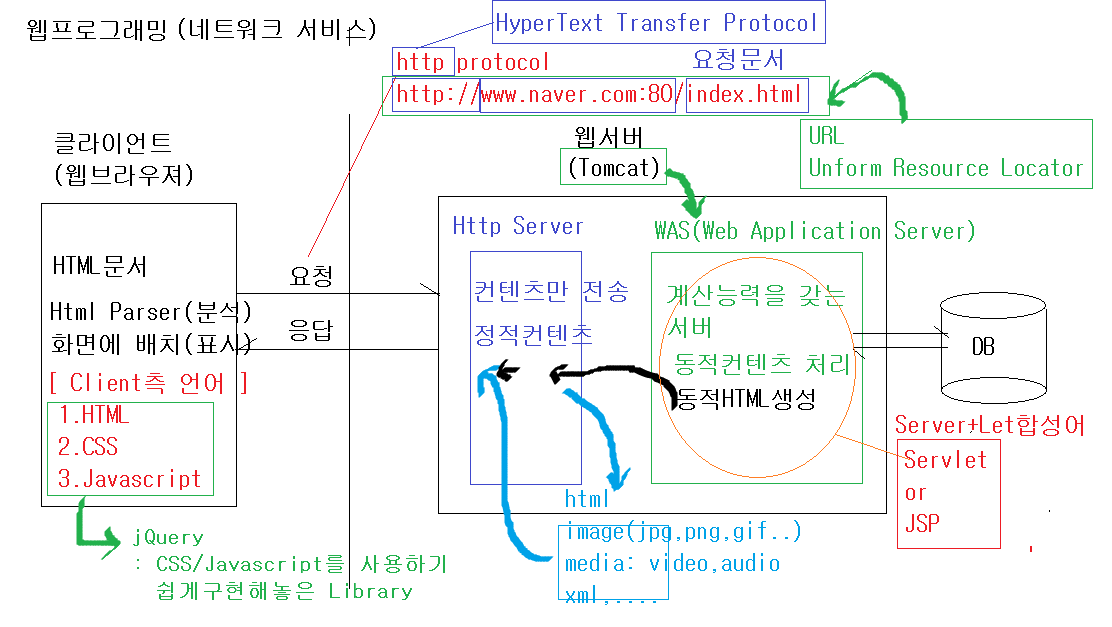 웹프로그래밍(네트워크 서비스)
HyperText Transfer Protocol
http protocol
요청문서
http://www.naver.com:80/index.html
URL
Unform Resource Locator
클라이언트
(웹브라우져)
웹서버
(Tomcat)
Http Server
WAS(Web Application Server)
HTML문서
Html Parser(분석)
화면에 배치(표시)
[ Client측 언어 ]
1.HTML
2.CSS
3.Javascript
요청
응답
컨텐츠만 전송
정적컨텐츠
계산능력을 갖는
서버
동적컨텐츠 처리
동적HTML생성
DB
Server+Let합성어
Servlet
or
JSP
html
image(jpg,png,gif..)
media: video,audio
xml,....
jQuery
: CSS/Javascript를 사용하기
쉽게구현해놓은 Library